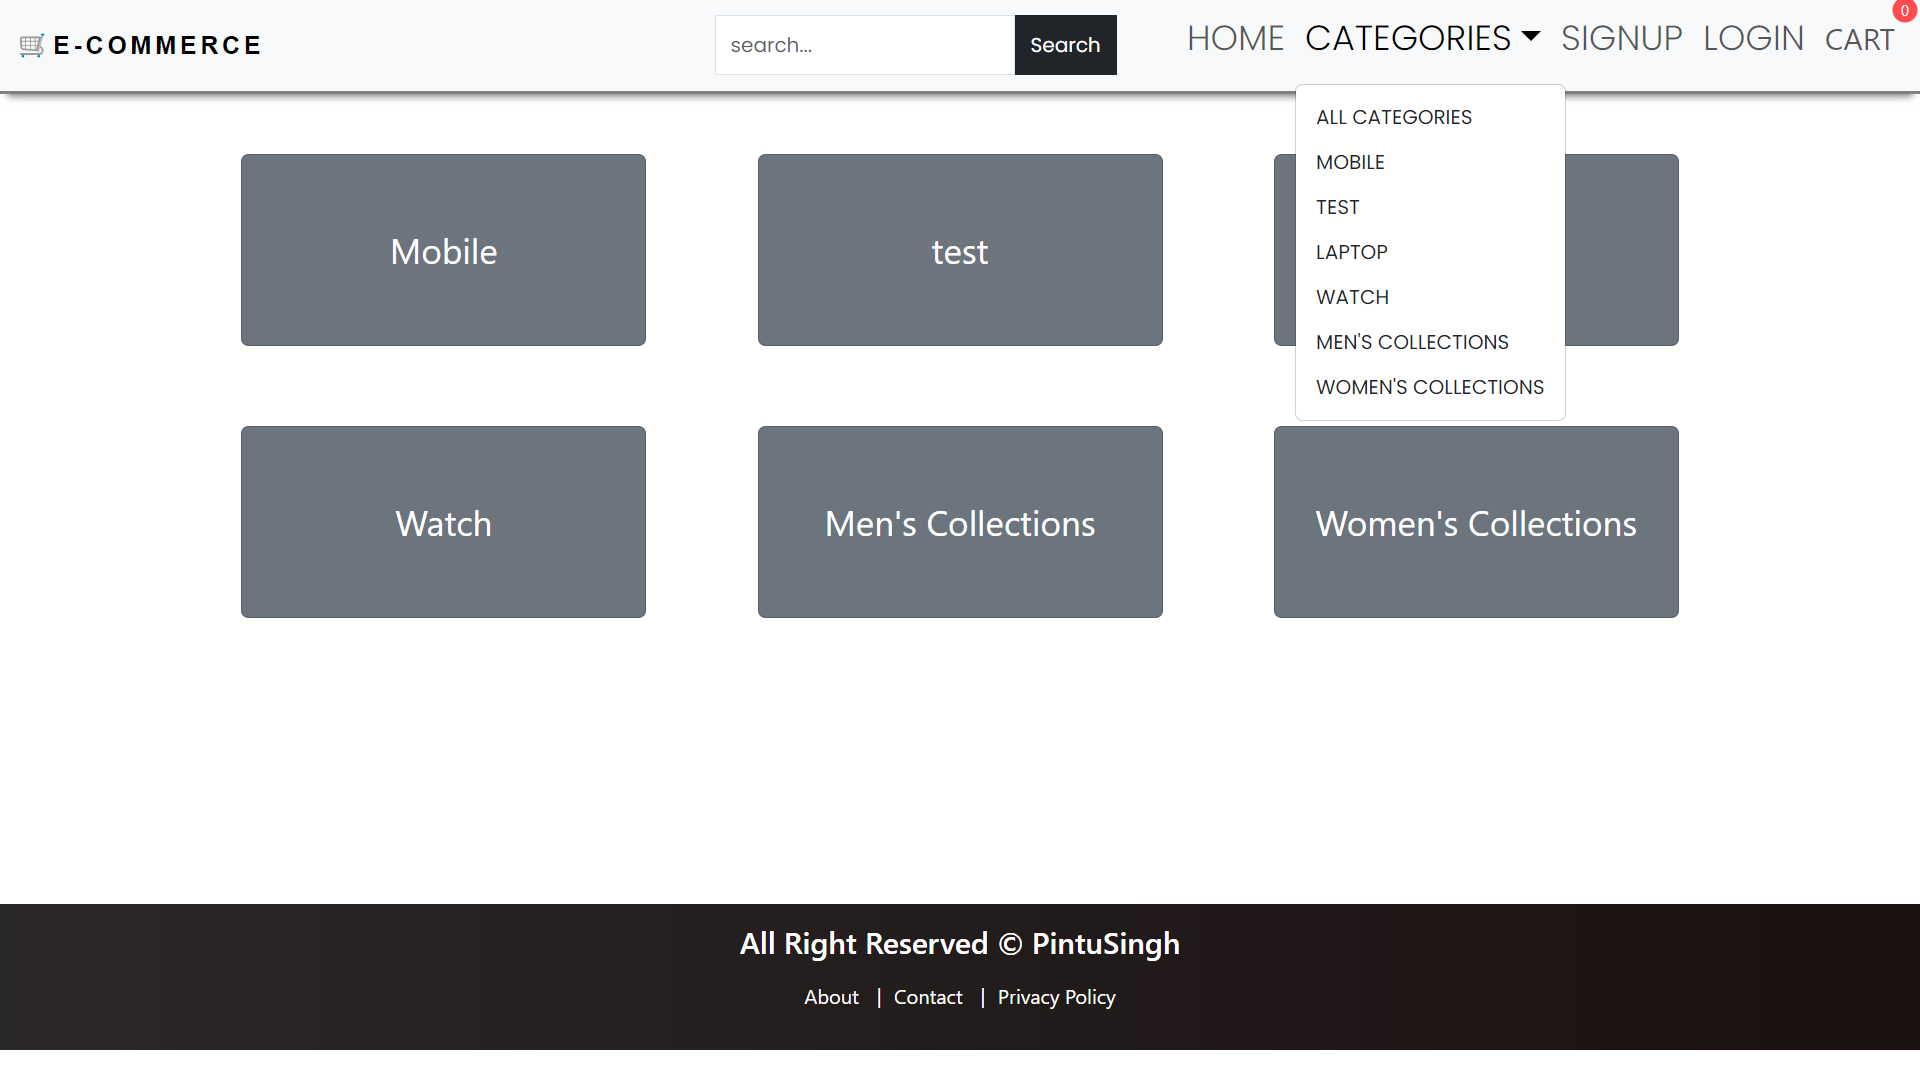 🛒 E-COMMERCE
search...
Search
HOME
CATEGORIES
SIGNUP
LOGIN
CART
0
ALL CATEGORIES
MOBILE
TEST
LAPTOP
WATCH
MEN'S COLLECTIONS
WOMEN'S COLLECTIONS
Mobile
test
Watch
Men's Collections
Women's Collections
All Right Reserved © PintuSingh
About | Contact | Privacy Policy